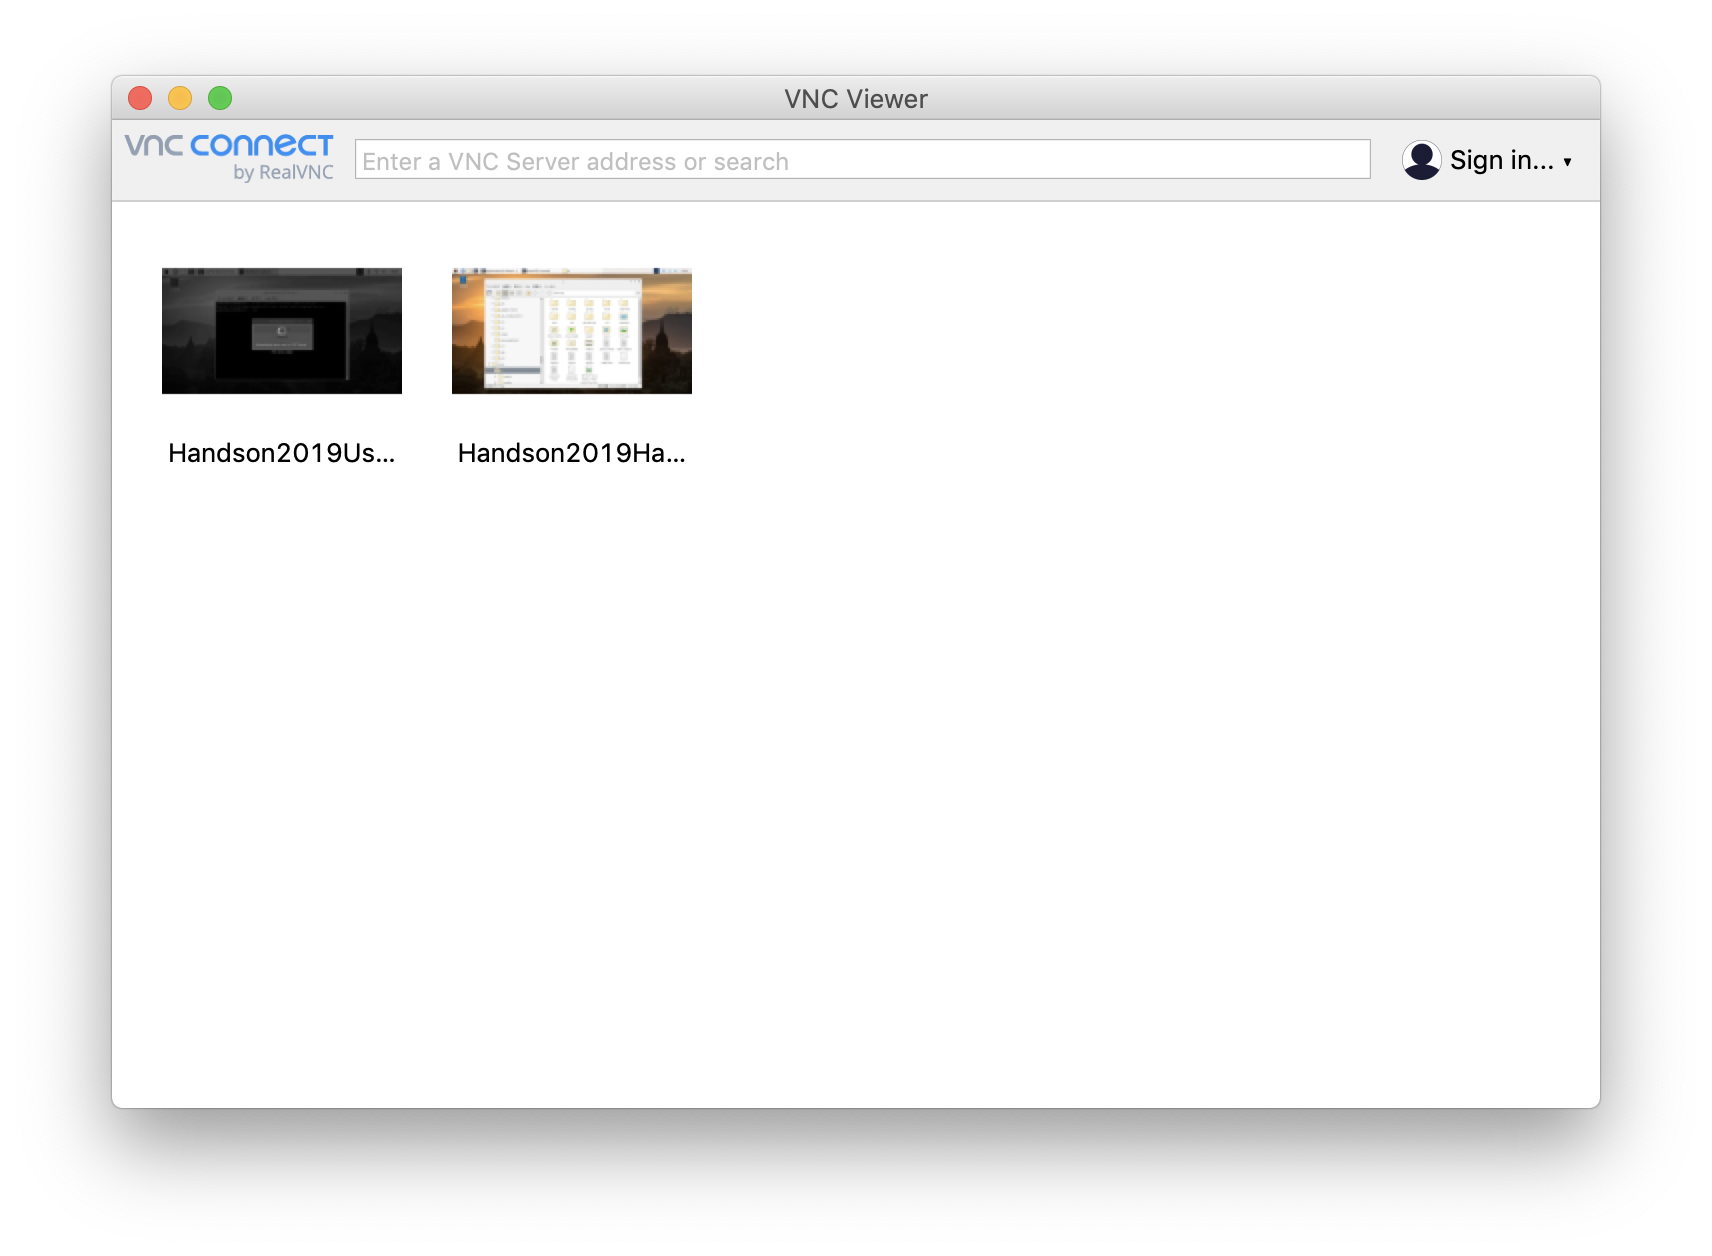 VNC Viewer
vnc connect
by RealVNC
Enter a VNC Server address or search
Sign in...
Handson2019Us...
Handson2019Ha...